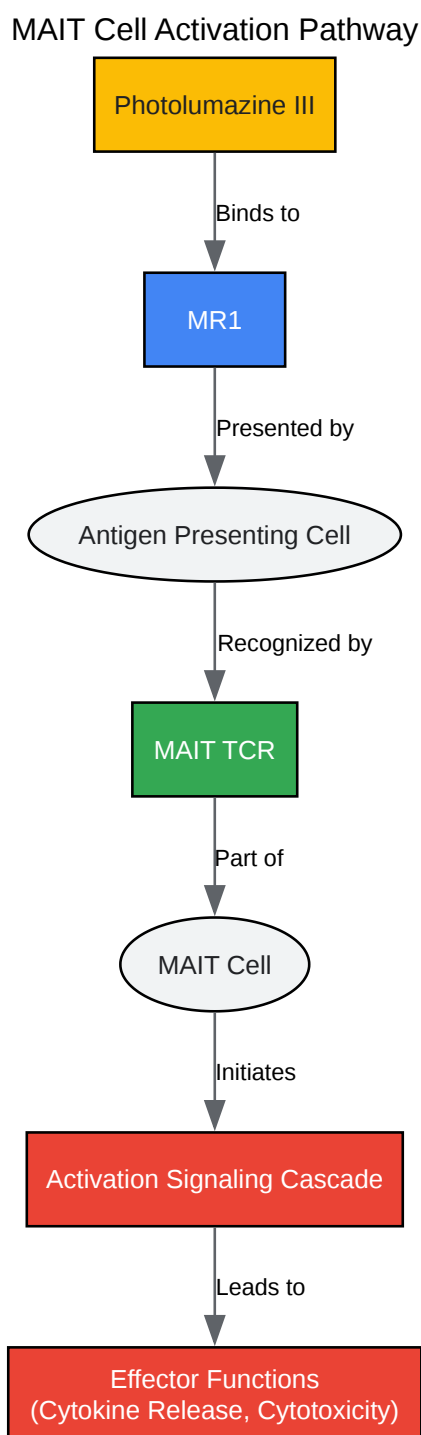 MAIT Cell Activation Pathway
Photolumazine III
Binds to
MR1
Presented by
Antigen Presenting Cell
Recognized by
MAIT TCR
Part of
MAIT Cell
Initiates
Activation Signaling Cascade
Leads to
Effector Functions
(Cytokine Release, Cytotoxicity)